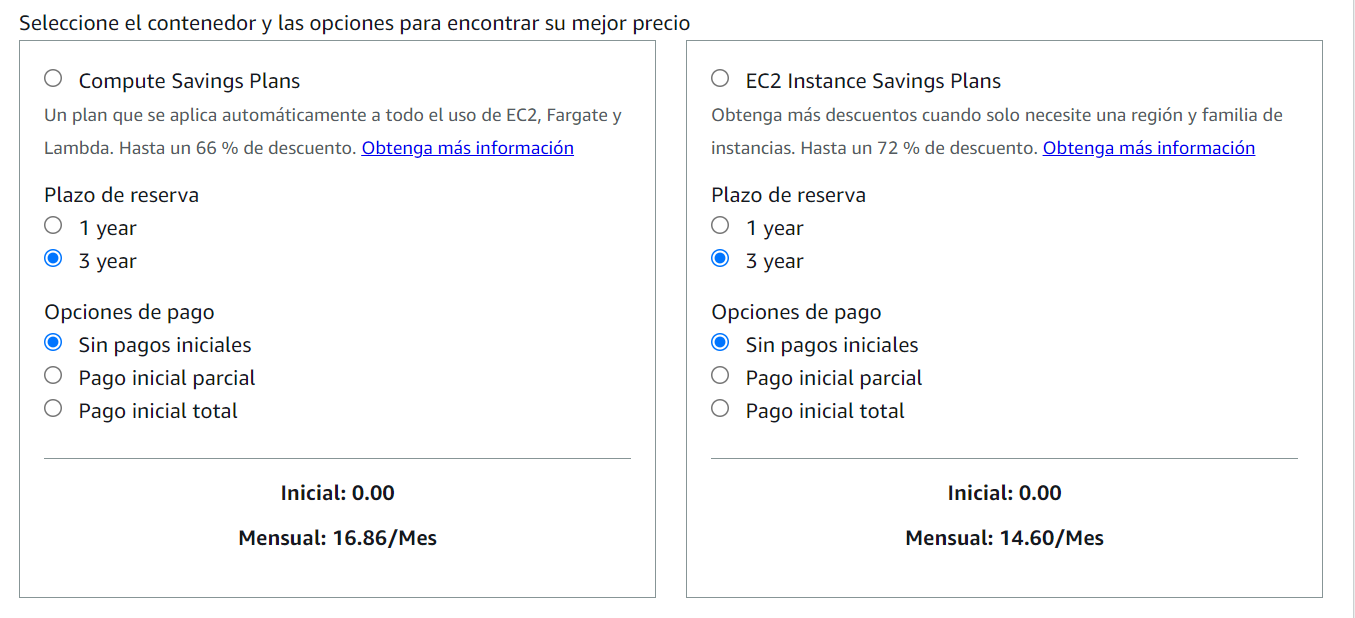 Seleccione el contenedor y las opciones para encontrar su mejor precio
Compute Savings Plans
Un plan que se aplica automáticamente a todo el uso de EC2, Fargate y
Lambda. Hasta un 66 % de descuento. Obtenga más información
Plazo de reserva
1 year
3 year
Opciones de pago
Sin pagos iniciales
Pago inicial parcial
Pago inicial total
Inicial: 0.00
Mensual: 16.86/Mes
EC2 Instance Savings Plans
Obtenga más descuentos cuando solo necesite una región y familia de
instancias. Hasta un 72 % de descuento. Obtenga más información
Plazo de reserva
1 year
3 year
Opciones de pago
Sin pagos iniciales
Pago inicial parcial
Pago inicial total
Inicial: 0.00
Mensual: 14.60/Mes